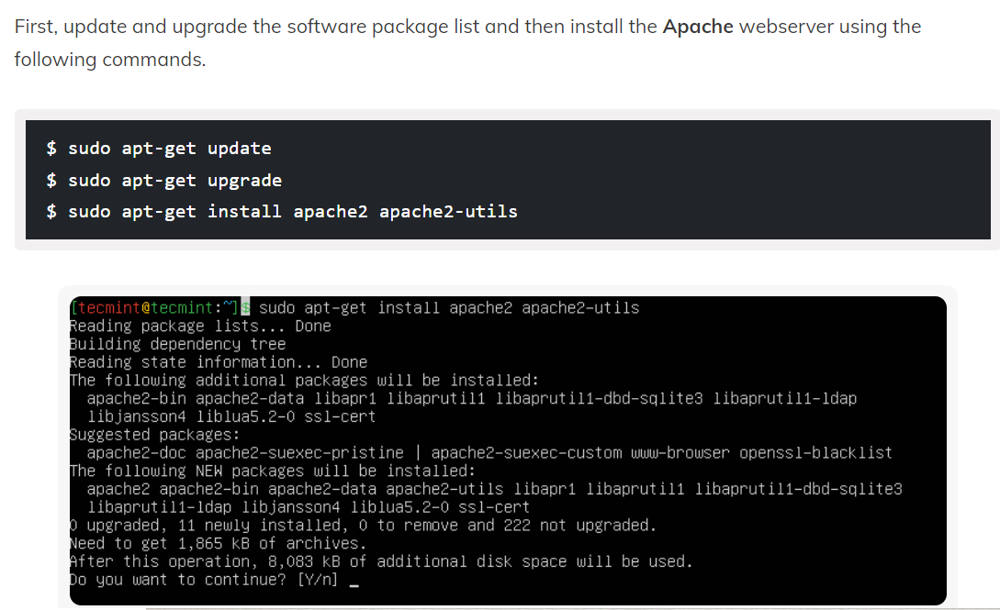 First, update and upgrade the software package list and then install the Apache webserver using the
following commands.
$ sudo apt-get update
$ sudo apt-get upgrade
$ sudo apt-get install apache2 apache2-utils
[tecmint@tecmint:~]$ sudo apt-get install apache2 apache2-utils
Reading package lists... Done
Building dependency tree
Reading state information... Done
The following additional packages will be installed:
  apache2-bin apache2-data libapr1 libaprutil1 libaprutil1-dbd-sqlite3 libaprutil1-ldap
  libjansson4 liblua5.2-0 ssl-cert
Suggested packages:
  apache2-doc apache2-suexec-pristine | apache2-suexec-custom www-browser openssl-blacklist
The following NEW packages will be installed:
  apache2 apache2-bin apache2-data apache2-utils libapr1 libaprutil1 libaprutil1-dbd-sqlite3
  libaprutil1-ldap libjansson4 liblua5.2-0 ssl-cert
0 upgraded, 11 newly installed, 0 to remove and 222 not upgraded.
Need to get 1,865 kB of archives.
After this operation, 8,083 kB of additional disk space will be used.
Do you want to continue? [Y/n] _